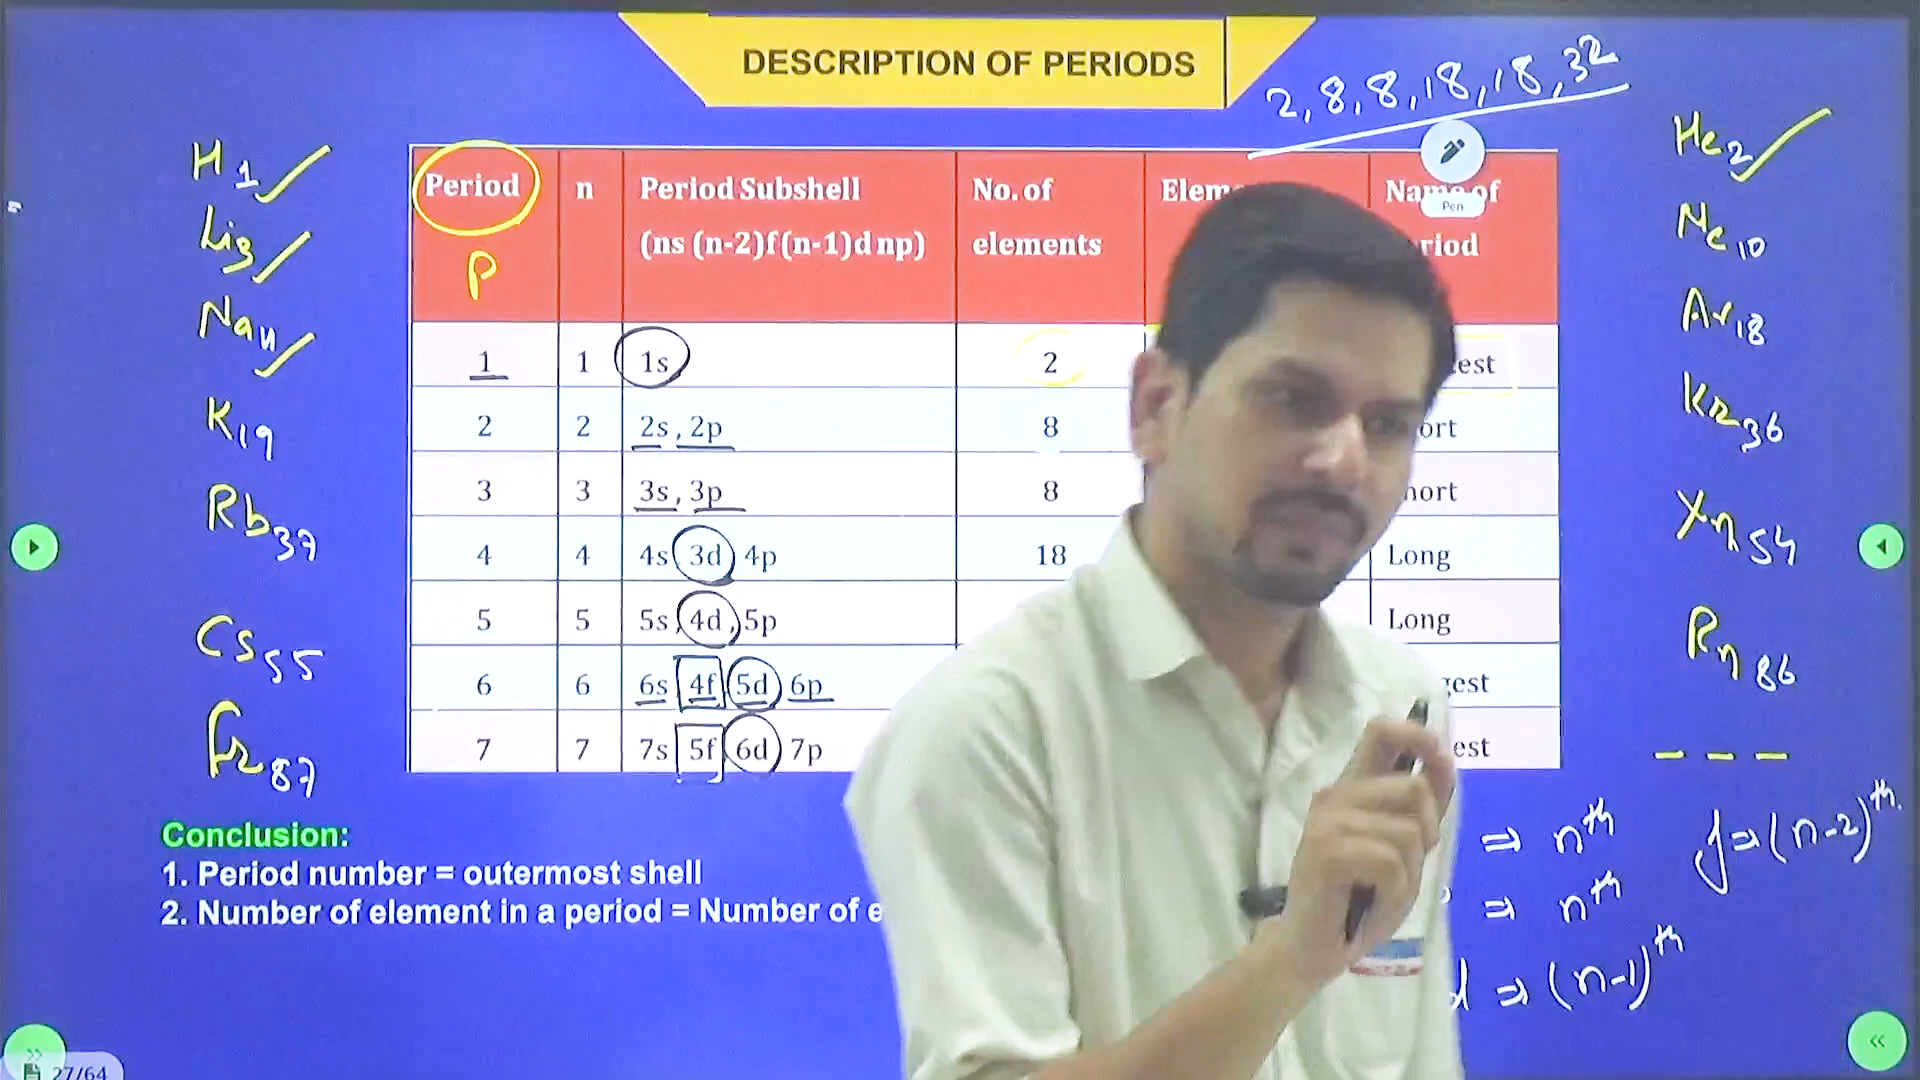 DESCRIPTION OF PERIODS
2, 8, 8, 18, 18, 32
H1
Li3
Na11
K19
Rb37
Cs55
Fr87
Period
P
n
Period Subshell
(ns (n-2)f(n-1)d np)
No. of
elements
Name of
Pen
1 1 1s 2
2 2 2s, 2p 8
3 3 3s, 3p 8
4 4 4s 3d 4p 18 Long
5 5 5s, 4d, 5p Long
6 6 6s 4f 5d 6p
7 7 7s 5f 6d 7p
He2
Ne10
Ar18
Kr36
Xn54
Rn86
---
Conclusion:
1. Period number = outermost shell
2. Number of element in a period = Number of
⇒ nth
⇒ nth
d ⇒ (n-1)th
f ⇒ (n-2)th
27/64